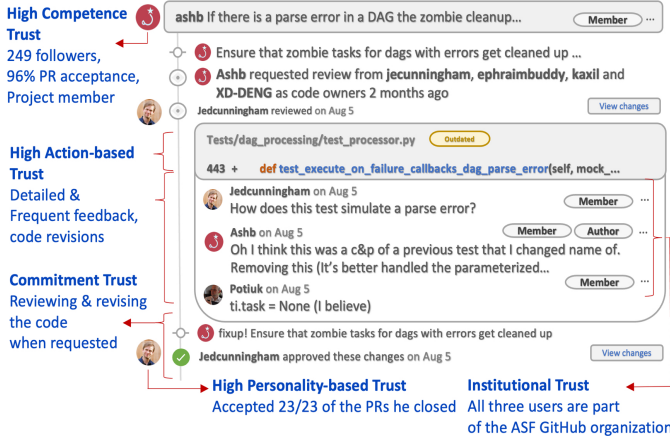 High Competence
Trust
249 followers,
96% PR acceptance,
Project member
ashb If there is a parse error in a DAG the zombie cleanup...
Member
...
Ensure that zombie tasks for dags with errors get cleaned up ...
Ashb requested review from jecunningham, ephraimbuddy, kaxil and
XD-DENG as code owners 2 months ago
Jedcunningham reviewed on Aug 5
View changes
High Action-based
Trust
Detailed &
Frequent feedback,
code revisions
Tests/dag_processing/test_processor.py
Outdated
443 + def test_execute_on_failure_callbacks_dag_parse_error(self, mock_...
Jedcunningham on Aug 5
Member
...
How does this test simulate a parse error?
Ashb on Aug 5
Member
Author
...
Oh I think this was a c&p of a previous test that I changed name of.
Removing this (It's better handled the parameterized...
Potiuk on Aug 5
Member
...
ti.task = None (I believe)
Commitment Trust
Reviewing & revising
the code
when requested
fixup! Ensure that zombie tasks for dags with errors get cleaned up
Jedcunningham approved these changes on Aug 5
View changes
High Personality-based Trust
Accepted 23/23 of the PRs he closed
Institutional Trust
All three users are part
of the ASF GitHub organization